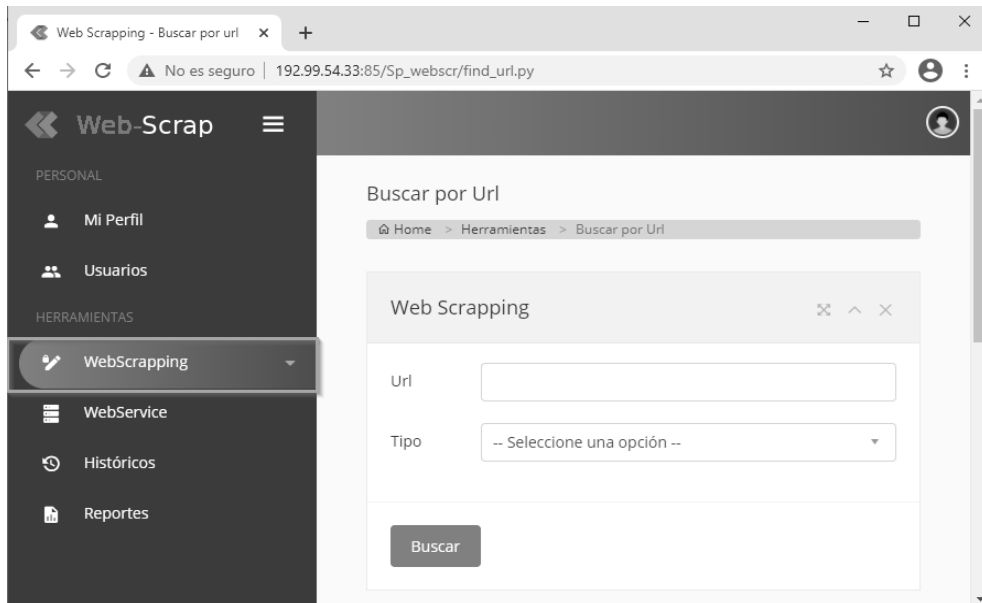 Web Scrapping - Buscar por url
No es seguro | 192.99.54.33:85/Sp_webscr/find_url.py
Web-Scrap
PERSONAL
Mi Perfil
Usuarios
HERRAMIENTAS
WebScrapping
WebService
Históricos
Reportes
Buscar por Url
Home > Herramientas > Buscar por Url
Web Scrapping
Url
Tipo
-- Seleccione una opción --
Buscar